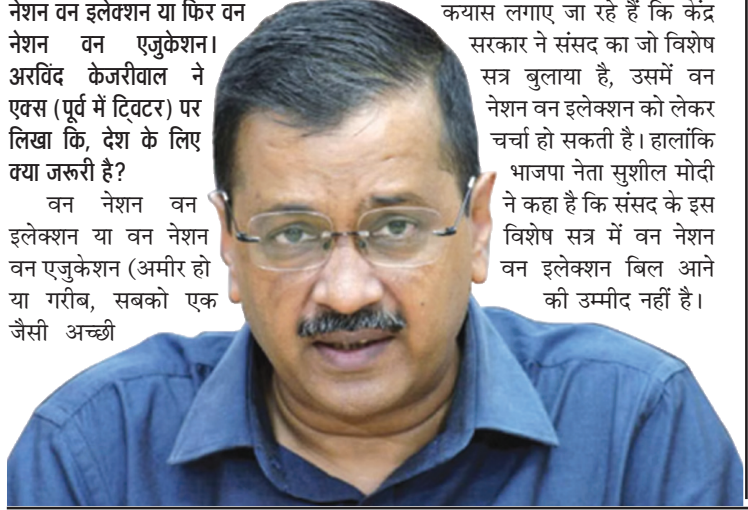 नेशन वन इलेक्शन या फिर वन
नेशन वन एजुकेशन।
अरविंद केजरीवाल ने
एक्स (पूर्व में ट्विटर) पर
लिखा कि, देश के लिए
क्या जरूरी है?
वन नेशन वन
इलेक्शन या वन नेशन
वन एजुकेशन (अमीर हो
या गरीब, सबको एक
जैसी अच्छी
कयास लगाए जा रहे हैं कि केंद्र
सरकार ने संसद का जो विशेष
सत्र बुलाया है, उसमें वन
नेशन वन इलेक्शन को लेकर
चर्चा हो सकती है। हालांकि
भाजपा नेता सुशील मोदी
ने कहा है कि संसद के इस
विशेष सत्र में वन नेशन
वन इलेक्शन बिल आने
की उम्मीद नहीं है।